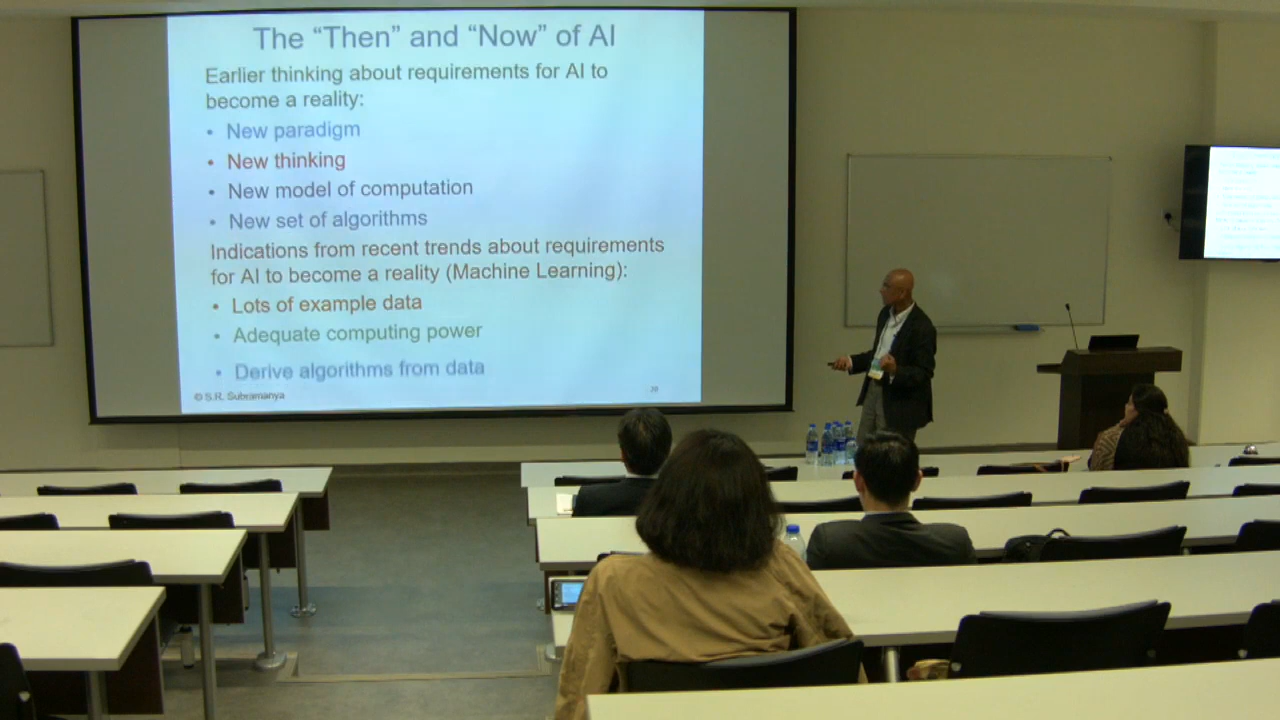 The “Then” and “Now” of AI
Earlier thinking about requirements for AI to
become a reality:
• New paradigm
• New thinking
• New model of computation
• New set of algorithms
Indications from recent trends about requirements
for AI to become a reality (Machine Learning):
• Lots of example data
• Adequate computing power
• Derive algorithms from data
© S.R. Subramanya